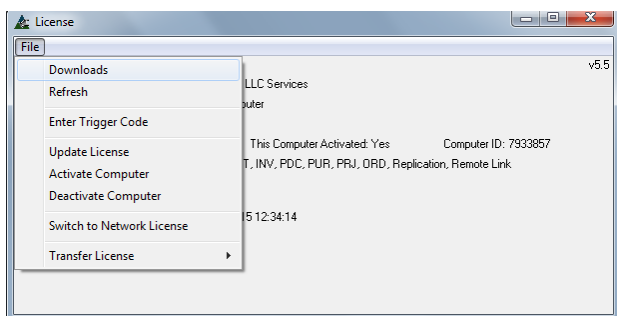 License
File
v5.5
Downloads
LLC Services
Refresh
puter
Enter Trigger Code
This Computer Activated: Yes Computer ID: 7933857
Update License
T, INV, PDC, PUR, PRJ, ORD, Replication, Remote Link
Activate Computer
Deactivate Computer
15 12:34:14
Switch to Network License
Transfer License